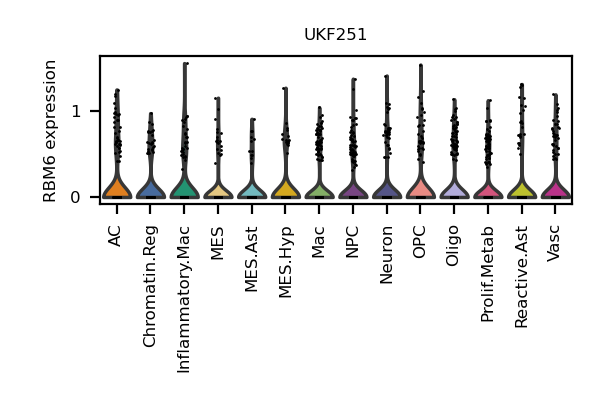 UKF251
RBM6 expression
1
0
AC
Chromatin.Reg
Inflammatory.Mac
MES
MES.Ast
MES.Hyp
Mac
NPC
Neuron
OPC
Oligo
Prolif.Metab
Reactive.Ast
Vasc